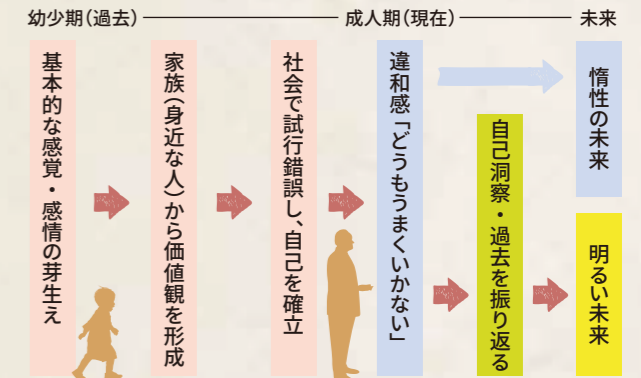 幼少期（過去）
成人期（現在）
未来
基本的な感覚・感情の芽生え
家族（身近な人）から価値観を形成
社会で試行錯誤し、自己を確立
違和感「どうもうまくいかない」
自己洞察・過去を振り返る
惰性の未来
明るい未来